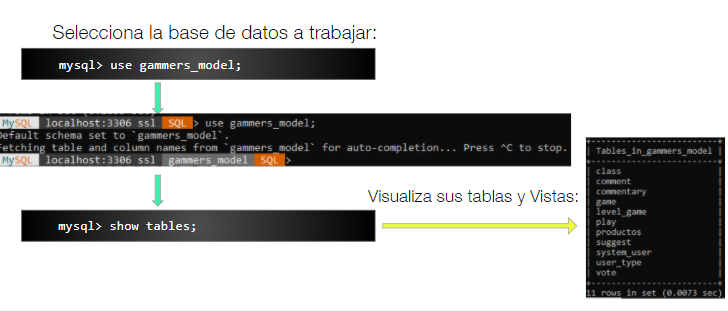 Selecciona la base de datos a trabajar:
mysql> use gammers_model;
MySQL localhost:3306 ssl SQL > use gammers_model;
Default schema set to `gammers_model`.
Fetching table and column names from `gammers_model` for auto-completion... Press ^C to stop.
MySQL localhost:3306 ssl gammers_model SQL >
mysql> show tables;
Visualiza sus tablas y Vistas:
+-------------------------+
| Tables_in_gammers_model |
+-------------------------+
| class |
| comment |
| commentary |
| game |
| level_game |
| play |
| productos |
| suggest |
| system_user |
| user_type |
| vote |
+-------------------------+
11 rows in set (0.0073 sec)